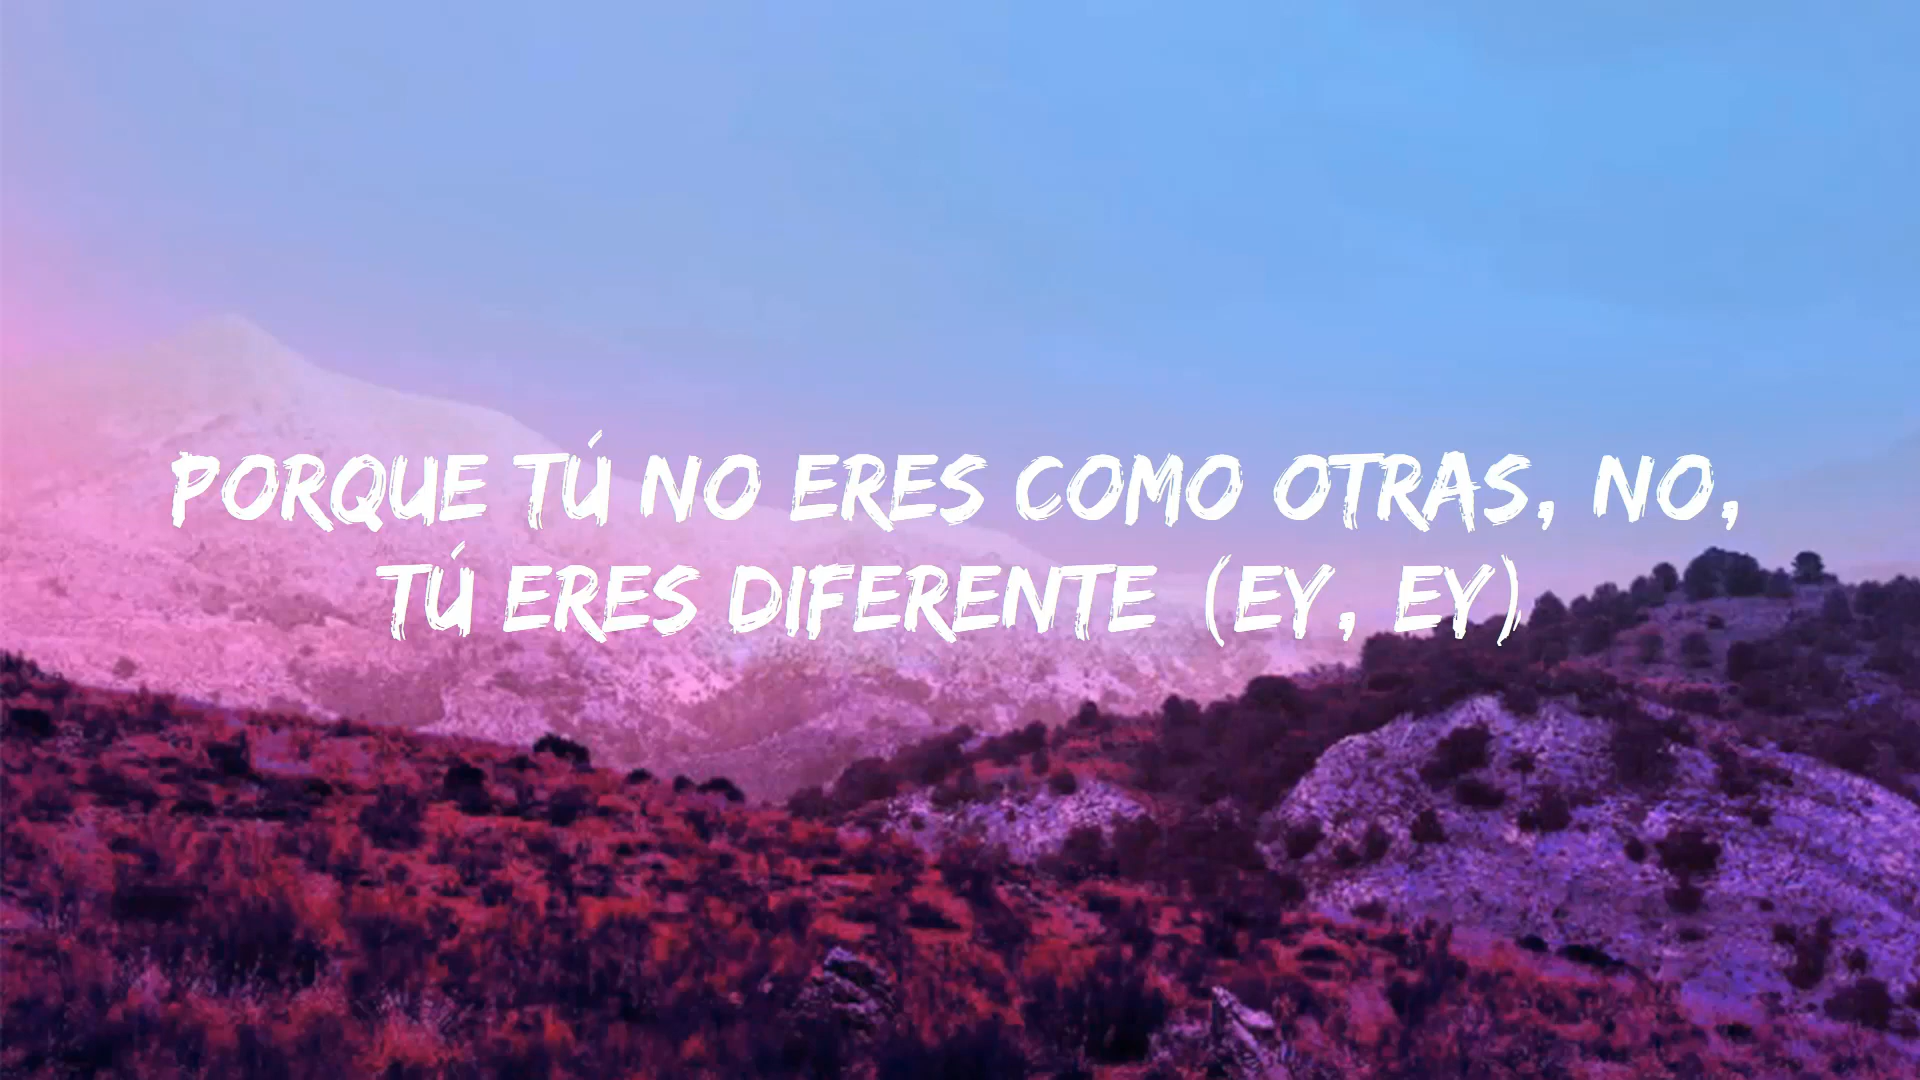 PORQUE TÚ NO ERES COMO OTRAS, NO,
TÚ ERES DIFERENTE (EY, EY)